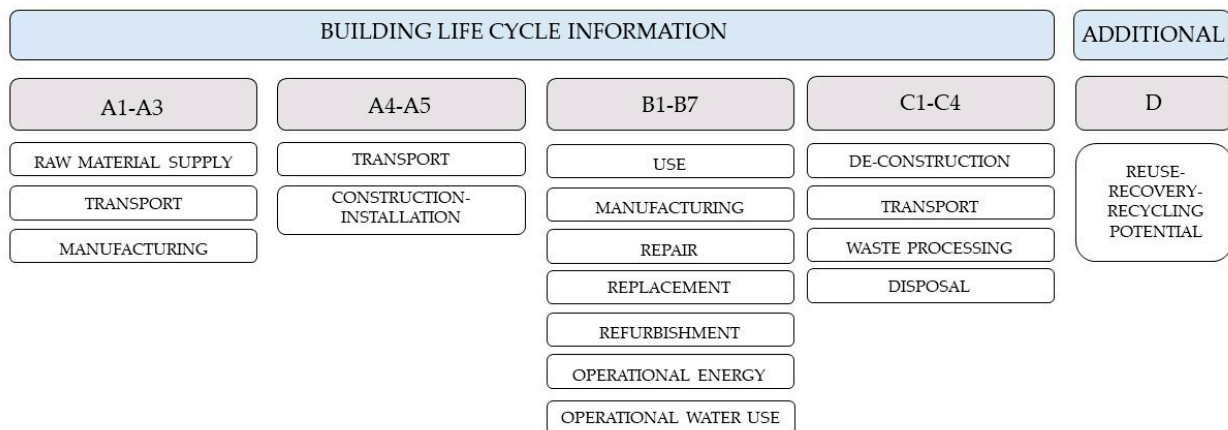 BUILDING LIFE CYCLE INFORMATION
ADDITIONAL
A1-A3
RAW MATERIAL SUPPLY
TRANSPORT
MANUFACTURING
A4-A5
TRANSPORT
CONSTRUCTION-
INSTALLATION
B1-B7
USE
MANUFACTURING
REPAIR
REPLACEMENT
REFURBISHMENT
OPERATIONAL ENERGY
OPERATIONAL WATER USE
C1-C4
DE-CONSTRUCTION
TRANSPORT
WASTE PROCESSING
DISPOSAL
D
REUSE-
RECOVERY-
RECYCLING
POTENTIAL